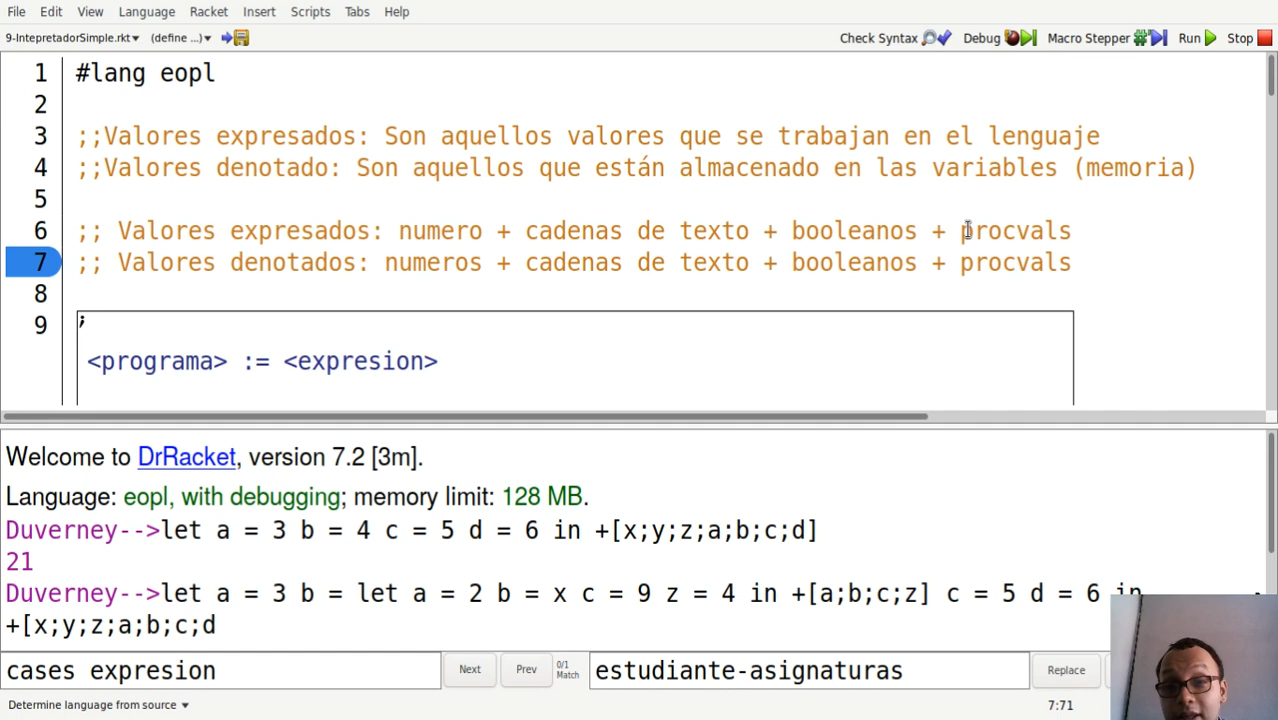 File Edit View Language Racket Insert Scripts Tabs Help
9-IntepretadorSimple.rkt (define ...) Check Syntax Debug Macro Stepper Run Stop
1 #lang eopl
2
3 ;;Valores expresados: Son aquellos valores que se trabajan en el lenguaje
4 ;;Valores denotado: Son aquellos que están almacenado en las variables (memoria)
5
6 ;; Valores expresados: numero + cadenas de texto + booleanos + procvals
7 ;; Valores denotados: numeros + cadenas de texto + booleanos + procvals
8
9 ;
<programa> := <expresion>
Welcome to DrRacket, version 7.2 [3m].
Language: eopl, with debugging; memory limit: 128 MB.
Duverney-->let a = 3 b = 4 c = 5 d = 6 in +[x;y;z;a;b;c;d]
21
Duverney-->let a = 3 b = let a = 2 b = x c = 9 z = 4 in +[a;b;c;z] c = 5 d = 6 in
+[x;y;z;a;b;c;d
cases expresion Next Prev 0/1 Match estudiante-asignaturas Replace
Determine language from source 7:71